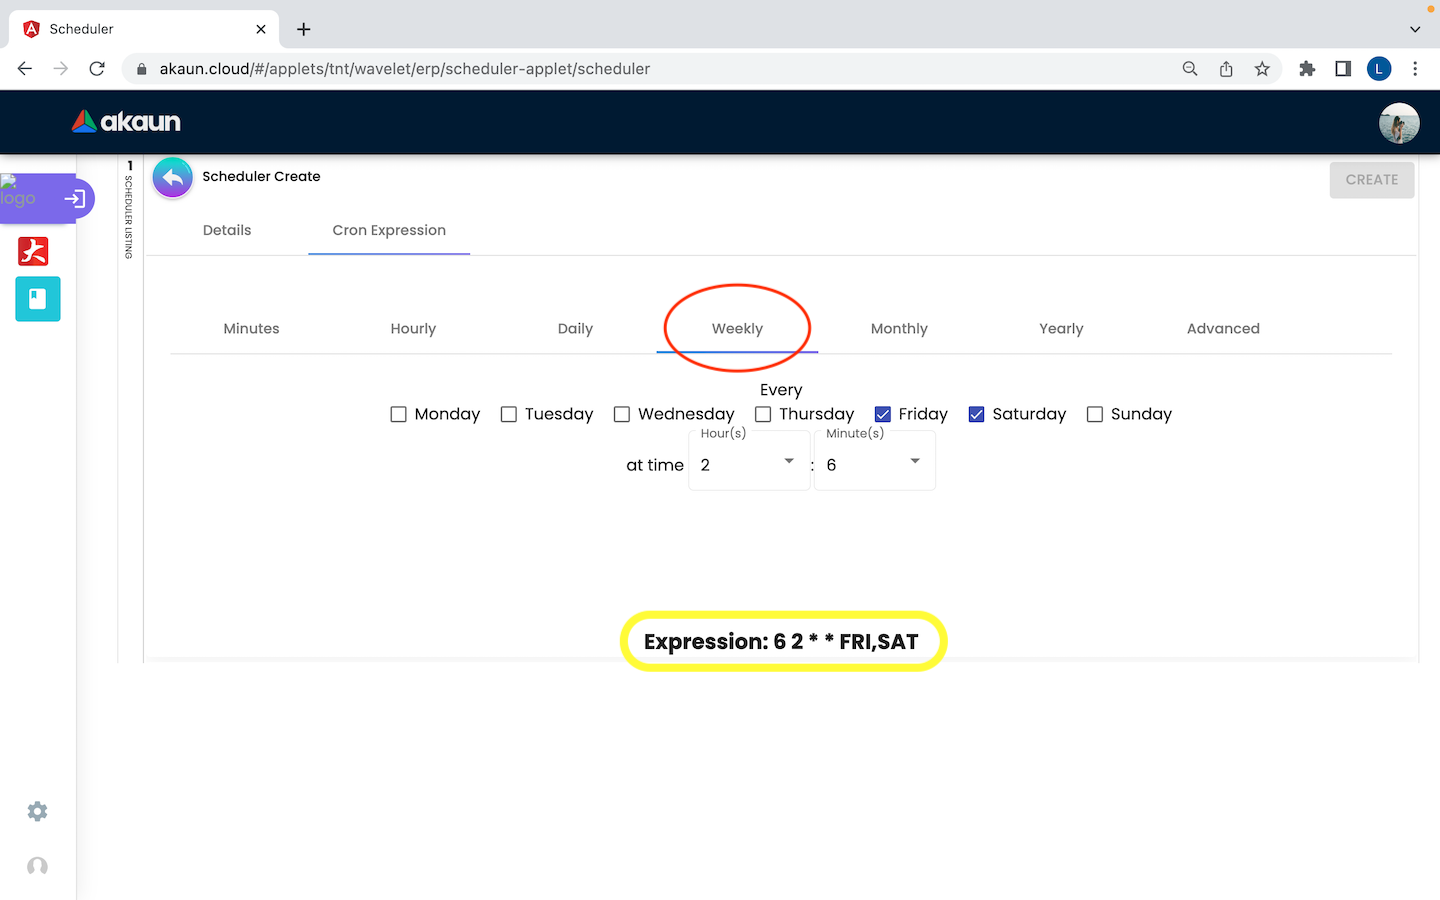 Scheduler
akaun.cloud/#/applets/tnt/wavelet/erp/scheduler-applet/scheduler
L
akaun
logo
大
1
SCHEDULER LISTING
Scheduler Create
CREATE
Details
Cron Expression
Minutes
Hourly
Daily
Weekly
Monthly
Yearly
Advanced
Every
Monday Tuesday Wednesday Thursday Friday Saturday Sunday
Hour(s) Minute(s)
at time 2 : 6
Expression: 6 2 * * FRI,SAT